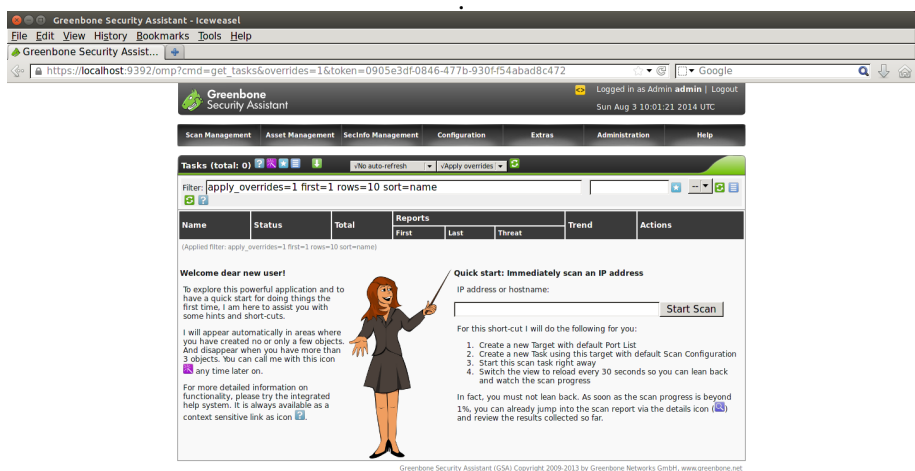 Greenbone Security Assistant - Iceweasel
File Edit View History Bookmarks Tools Help
Greenbone Security Assist...
https://localhost:9392/omp?cmd=get_tasks&overrides=1&token=0905e3df-0846-477b-930f-f54abad8c472
Google
Greenbone
Security Assistant
Logged in as Admin admin | Logout
Sun Aug 3 10:01:21 2014 UTC
Scan Management Asset Management SecInfo Management Configuration Extras Administration Help
Tasks (total: 0)
√No auto-refresh
√Apply overrides
Filter: apply_overrides=1 first=1 rows=10 sort=name
--
Name Status Total Reports Trend Actions
First Last Threat
(Applied filter: apply_overrides=1 first=1 rows=10 sort=name)
Welcome dear new user!
To explore this powerful application and to
have a quick start for doing things the
first time, I am here to assist you with
some hints and short-cuts.
I will appear automatically in areas where
you have created no or only a few objects.
And disappear when you have more than
3 objects. You can call me with this icon
any time later on.
For more detailed information on
functionality, please try the integrated
help system. It is always available as a
context sensitive link as icon ?.
Quick start: Immediately scan an IP address
IP address or hostname:
Start Scan
For this short-cut I will do the following for you:
1. Create a new Target with default Port List
2. Create a new Task using this target with default Scan Configuration
3. Start this scan task right away
4. Switch the view to reload every 30 seconds so you can lean back
and watch the scan progress
In fact, you must not lean back. As soon as the scan progress is beyond
1%, you can already jump into the scan report via the details icon ( )
and review the results collected so far.
Greenbone Security Assistant (GSA) Copyright 2009-2013 by Greenbone Networks GmbH, www.greenbone.net